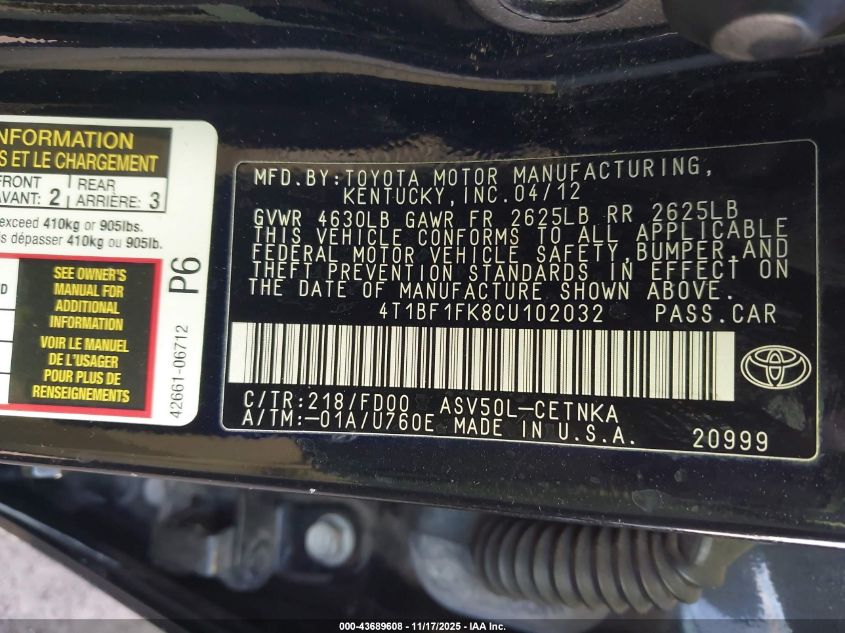 NFORMATION
S ET LE CHARGEMENT
FRONT
AVANT: 2
REAR
ARRIÈRE: 3
exceed 410kg or 905lbs.
s dépasser 410kg ou 905lb.
SEE OWNER'S
MANUAL FOR
ADDITIONAL
INFORMATION
VOIR LE MANUEL
DE L'USAGER
POUR PLUS DE
RENSEIGNEMENTS
P6
42661-06712
MFD.BY:TOYOTA MOTOR MANUFACTURING,
KENTUCKY,INC.04/12
GVWR 4630LB GAWR FR 2625LB RR 2625LB
THIS VEHICLE CONFORMS TO ALL APPLICABLE
FEDERAL MOTOR VEHICLE SAFETY,BUMPER,AND
THEFT PREVENTION STANDARDS IN EFFECT ON
THE DATE OF MANUFACTURE SHOWN ABOVE.
4T1BF1FK8CU102032 PASS.CAR
C/TR:218/FD00 ASV50L-CETNKA
A/TM:-01A/U760E MADE IN U.S.A.
20999
000-43689608 - 11/17/2025 - IAA Inc.